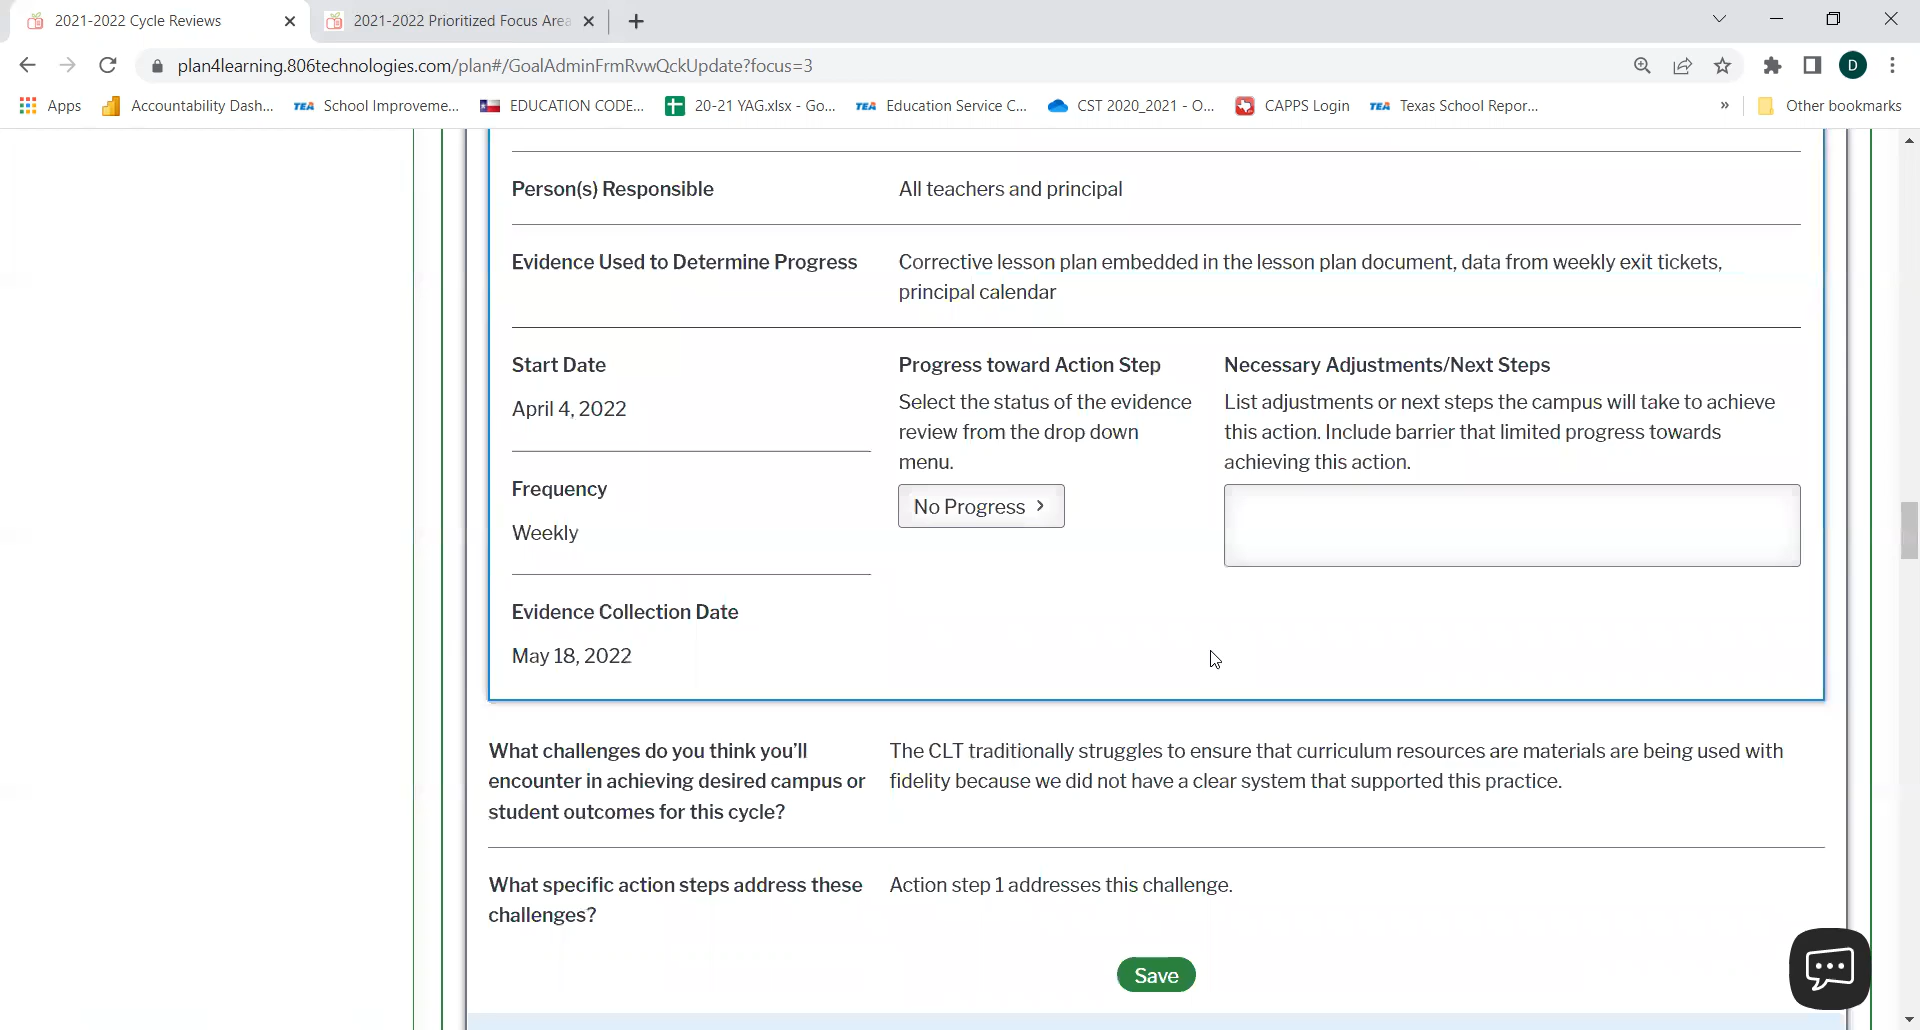 2021-2022 Cycle Reviews
2021-2022 Prioritized Focus Area
plan4learning.806technologies.com/plan#/GoalAdminFrmRvwQckUpdate?focus=3
D
Apps
Accountability Dash...
TEA School Improveme...
EDUCATION CODE...
20-21 YAG.xlsx - Go...
TEA Education Service C...
CST 2020_2021 - O...
CAPPS Login
TEA Texas School Repor...
»
Other bookmarks
Person(s) Responsible
All teachers and principal
Evidence Used to Determine Progress
Corrective lesson plan embedded in the lesson plan document, data from weekly exit tickets,
principal calendar
Start Date
April 4, 2022
Frequency
Weekly
Evidence Collection Date
May 18, 2022
Progress toward Action Step
Select the status of the evidence
review from the drop down
menu.
No Progress
Necessary Adjustments/Next Steps
List adjustments or next steps the campus will take to achieve
this action. Include barrier that limited progress towards
achieving this action.
What challenges do you think you'll
encounter in achieving desired campus or
student outcomes for this cycle?
The CLT traditionally struggles to ensure that curriculum resources are materials are being used with
fidelity because we did not have a clear system that supported this practice.
What specific action steps address these
challenges?
Action step 1 addresses this challenge.
Save